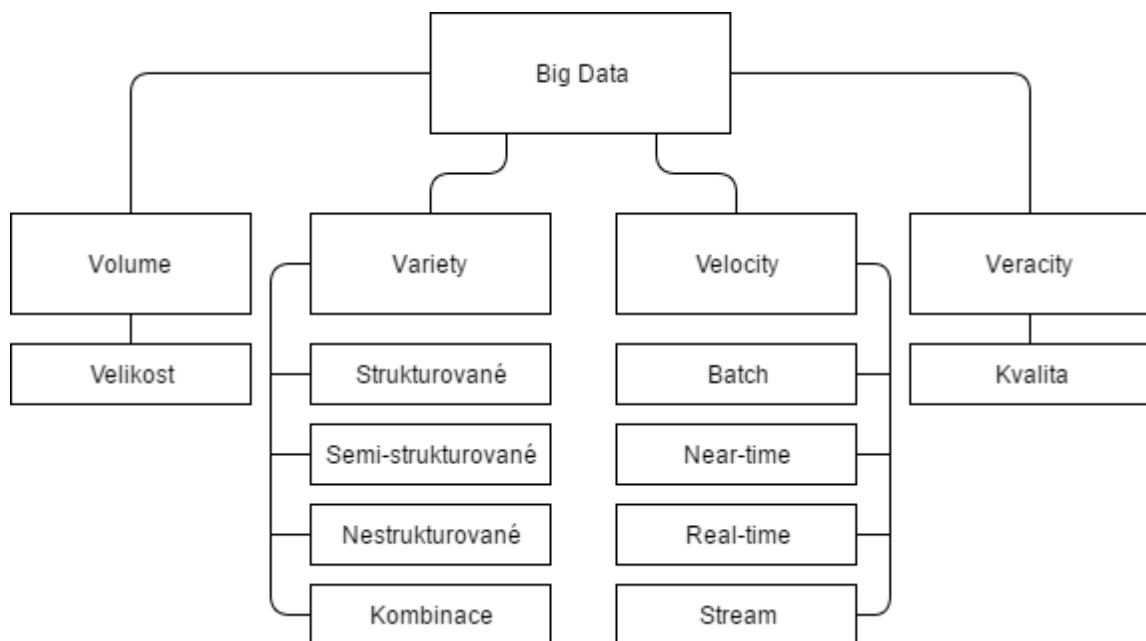 Big Data
Volume
Variety
Velocity
Veracity
Velikost
Strukturované
Batch
Kvalita
Semi-strukturované
Near-time
Nestrukturované
Real-time
Kombinace
Stream